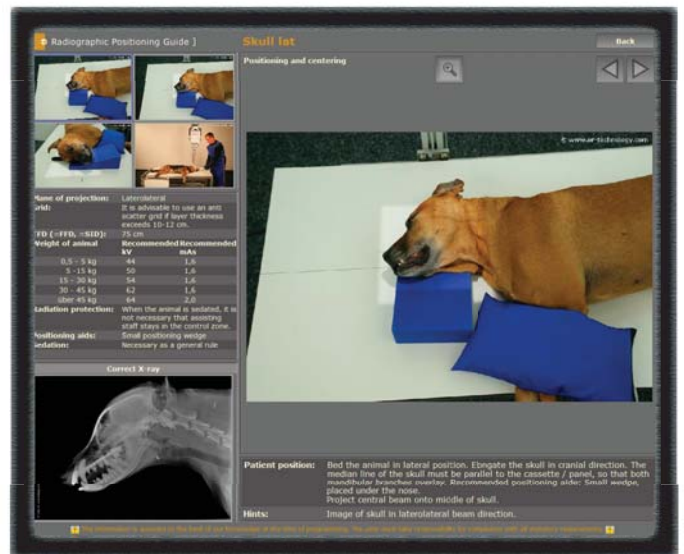 Radiographic Positioning Guide ]
Skull lat
Back
Positioning and centering
© www.or-technology.com
Plane of projection: Laterolateral
Grid: It is advisable to use an anti
scatter grid if layer thickness
exceeds 10-12 cm.
FFD (=FFD, =SID): 75 cm
Weight of animal Recommended Recommended
kV mAs
0,5 - 5 kg 44 1,6
5 -15 kg 50 1,6
15 - 30 kg 54 1,6
30 - 45 kg 62 1,6
über 45 kg 64 2,0
Radiation protection: When the animal is sedated, it is
not necessary that assisting
staff stays in the control zone.
Positioning aids: Small positioning wedge
Sedation: Necessary as a general rule
Correct X-ray
Patient position: Bed the animal in lateral position. Elongate the skull in cranial direction. The
median line of the skull must be parallel to the cassette / panel, so that both
mandibular branches overlay. Recommended positioning aids: Small wedge,
placed under the nose.
Project central beam onto middle of skull.
Hints: Image of skull in laterolateral beam direction.